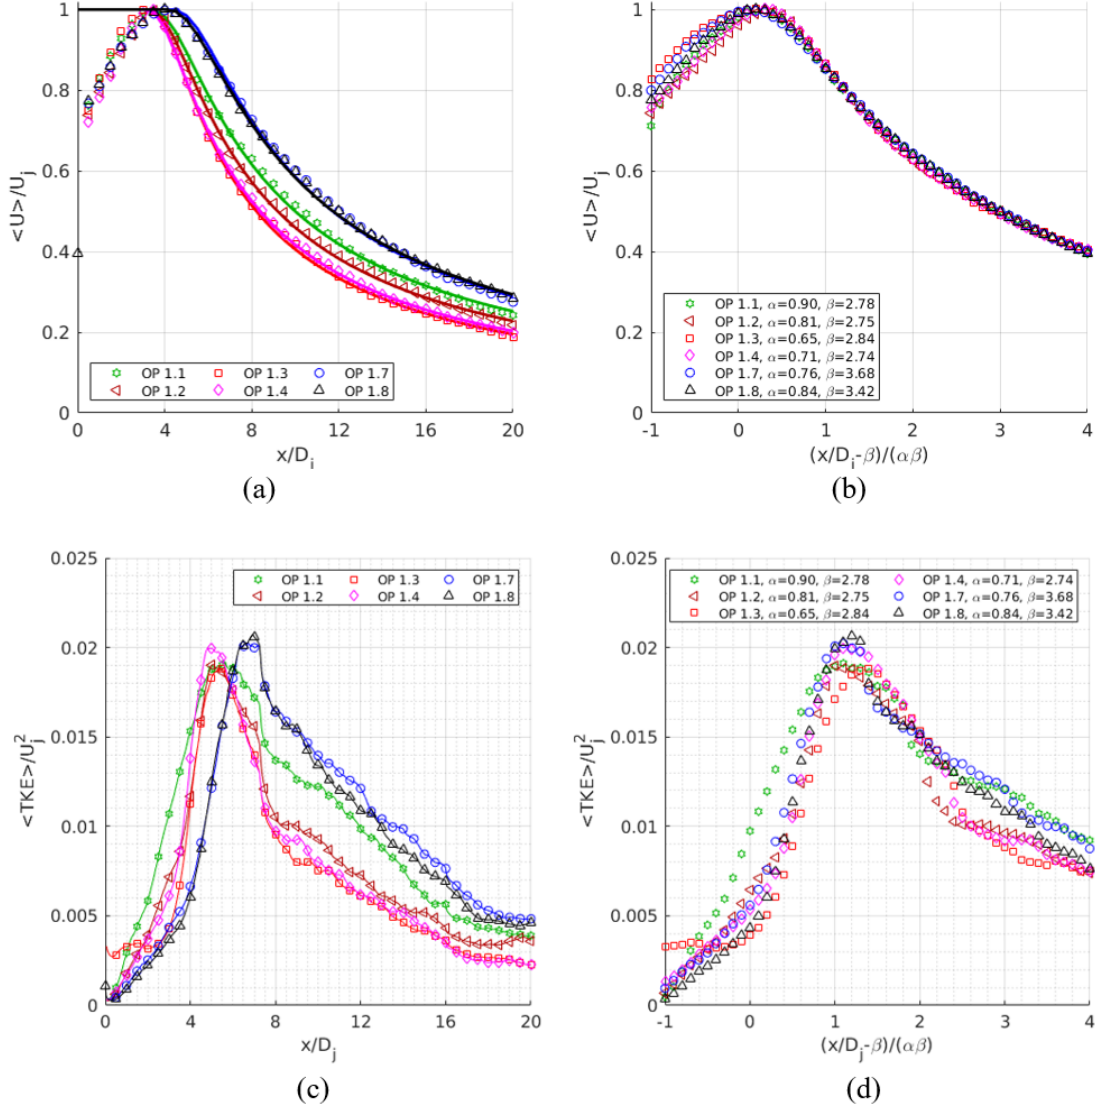 1
0.8
0.6
0.4
0.2
0
<U>/U_j
0 4 8 12 16 20
x/D_i
OP 1.1 OP 1.3 OP 1.7
OP 1.2 OP 1.4 OP 1.8
(a)
1
0.8
0.6
0.4
0.2
0
<U>/U_j
-1 0 1 2 3 4
(x/D_i-β)/(αβ)
OP 1.1, α=0.90, β=2.78
OP 1.2, α=0.81, β=2.75
OP 1.3, α=0.65, β=2.84
OP 1.4, α=0.71, β=2.74
OP 1.7, α=0.76, β=3.68
OP 1.8, α=0.84, β=3.42
(b)
0.025
0.02
0.015
0.01
0.005
0
<TKE>/U_j^2
0 4 8 12 16 20
x/D_j
OP 1.1 OP 1.3 OP 1.7
OP 1.2 OP 1.4 OP 1.8
(c)
0.025
0.02
0.015
0.01
0.005
0
<TKE>/U_j^2
-1 0 1 2 3 4
(x/D_j-β)/(αβ)
OP 1.1, α=0.90, β=2.78 OP 1.4, α=0.71, β=2.74
OP 1.2, α=0.81, β=2.75 OP 1.7, α=0.76, β=3.68
OP 1.3, α=0.65, β=2.84 OP 1.8, α=0.84, β=3.42
(d)